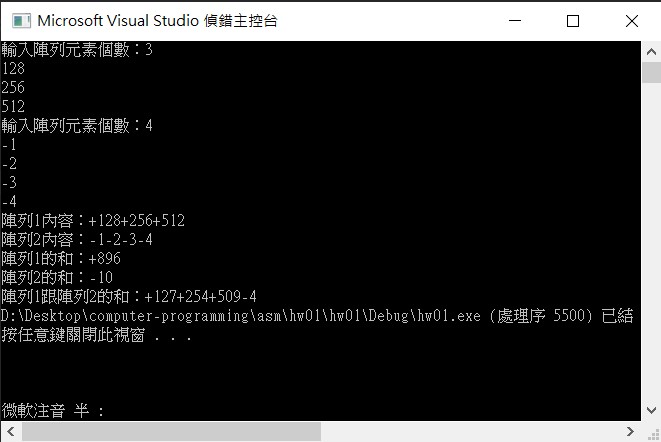 Microsoft Visual Studio 偵錯主控台
輸入陣列元素個數：3
128
256
512
輸入陣列元素個數：4
-1
-2
-3
-4
陣列1內容：+128+256+512
陣列2內容：-1-2-3-4
陣列1的和：+896
陣列2的和：-10
陣列1跟陣列2的和：+127+254+509-4
D:\Desktop\computer-programming\asm\hw01\hw01\Debug\hw01.exe (處理序 5500) 已結
按任意鍵關閉此視窗 . . .
微軟注音 半 :